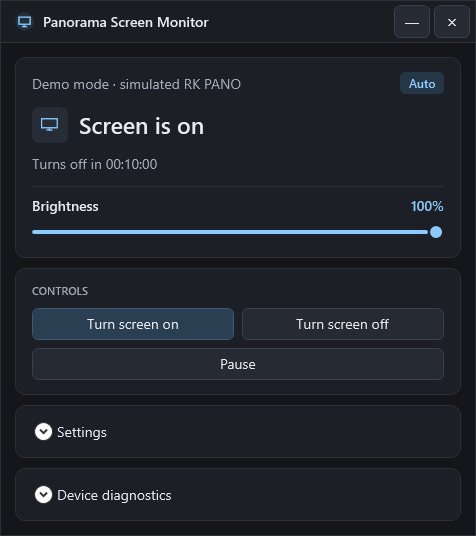 Panorama Screen Monitor
Demo mode · simulated RK PANO
Auto
Screen is on
Turns off in 00:10:00
Brightness
100%
CONTROLS
Turn screen on
Turn screen off
Pause
Settings
Device diagnostics